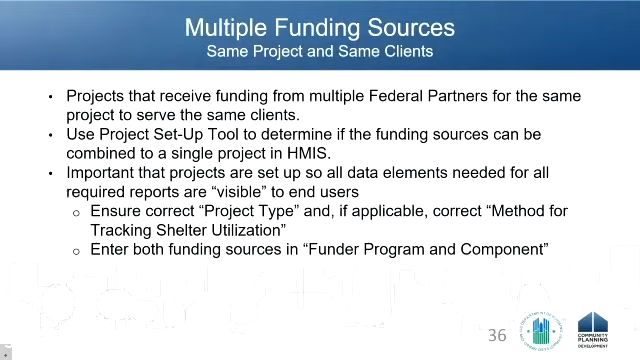 Multiple Funding Sources
Same Project and Same Clients
• Projects that receive funding from multiple Federal Partners for the same
project to serve the same clients.
• Use Project Set-Up Tool to determine if the funding sources can be
combined to a single project in HMIS.
• Important that projects are set up so all data elements needed for all
required reports are “visible” to end users
o Ensure correct “Project Type” and, if applicable, correct “Method for
Tracking Shelter Utilization”
o Enter both funding sources in “Funder Program and Component”
36
COMMUNITY
PLANNING
DEVELOPMENT